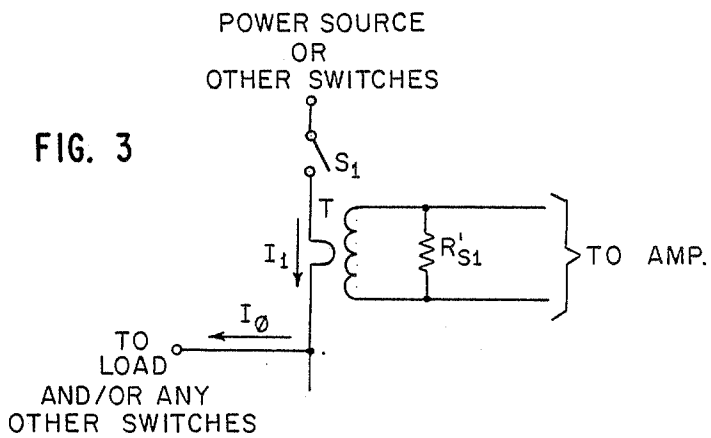 POWER SOURCE
OR
OTHER SWITCHES
FIG. 3
S1
T
I1
R'S1
TO AMP.
IØ
TO
LOAD
AND/OR ANY
OTHER SWITCHES